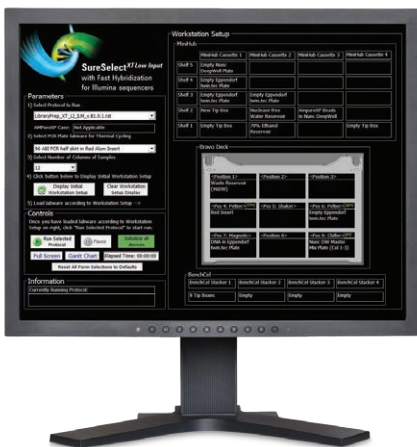 SureSelect XT Low Input
with Fast Hybridization
for Illumina sequencers
Parameters
1) Select Protocol to Run
LibraryPrep_XT_LI_ILM_v.B1.0.1.rst
AMPureXP Case: Not Applicable
2) Select PCR Plate labware for Thermal Cycling
96 ABI PCR half skirt in Red Alum Insert
3) Select Number of Columns of Samples
12
4) Click button below to Display Initial Workstation Setup
Display Initial Workstation Setup
Clear Workstation Setup Display
5) Load labware according to Workstation Setup -->
Controls
Once you have loaded labware according to Workstation
Setup on right, click "Run Selected Protocol" to start run.
Run Selected Protocol
Pause
Initialize all devices
Full Screen
Gantt Chart
Elapsed Time: 00:00:00
Reset All Form Selections to Defaults
Information
Currently Running Protocol:
Workstation Setup
MiniHub
MiniHub Cassette 1 MiniHub Cassette 2 MiniHub Cassette 3 MiniHub Cassette 4
Shelf 5 Empty Nunc DeepWell Plate
Shelf 4 Empty Eppendorf twin.tec Plate
Shelf 3 Empty Eppendorf twin.tec Plate Empty Eppendorf twin.tec Plate
Shelf 2 New Tip Box Nuclease-free Water Reservoir AmpureXP Beads in Nunc DeepWell
Shelf 1 Empty Tip Box 70% Ethanol Reservoir Empty Tip Box
Bravo Deck
<Position 1>
Waste Reservoir
<Position 2>
<Position 3>
<Pos 4: Peltier>
Red Insert
<Pos 5: Shaker>
<Pos 6: Peltier>
Empty Eppendorf
twin.tec Plate
<Pos 7: Magnetic>
DNA in Eppendorf
twin.tec Plate
<Position 8>
<Pos 9: Chiller>
Nunc DW Master
Mix Plate (Col 1-5)
BenchCel
BenchCel Stacker 1 BenchCel Stacker 2 BenchCel Stacker 3 BenchCel Stacker 4
8 Tip Boxes Empty Empty Empty